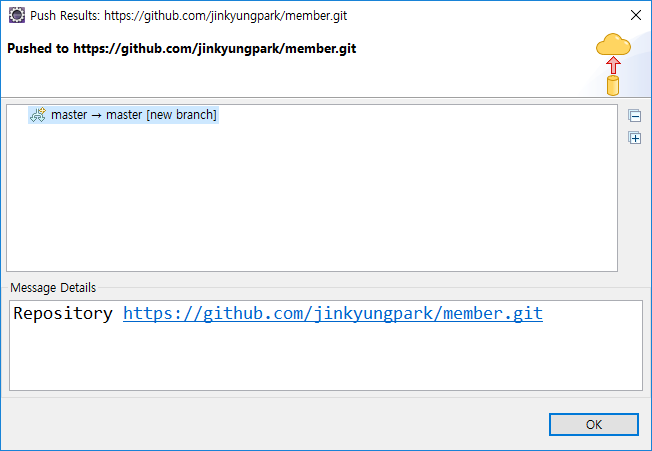 Push Results: https://github.com/jinkyungpark/member.git
Pushed to https://github.com/jinkyungpark/member.git
master → master [new branch]
Message Details
Repository https://github.com/jinkyungpark/member.git
OK